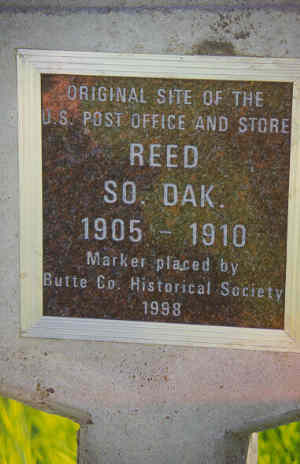 ORIGINAL SITE OF THE
U.S. POST OFFICE AND STORE
REED
SO. DAK.
1905 - 1910
Marker placed by
Butte Co. Historical Society
1998